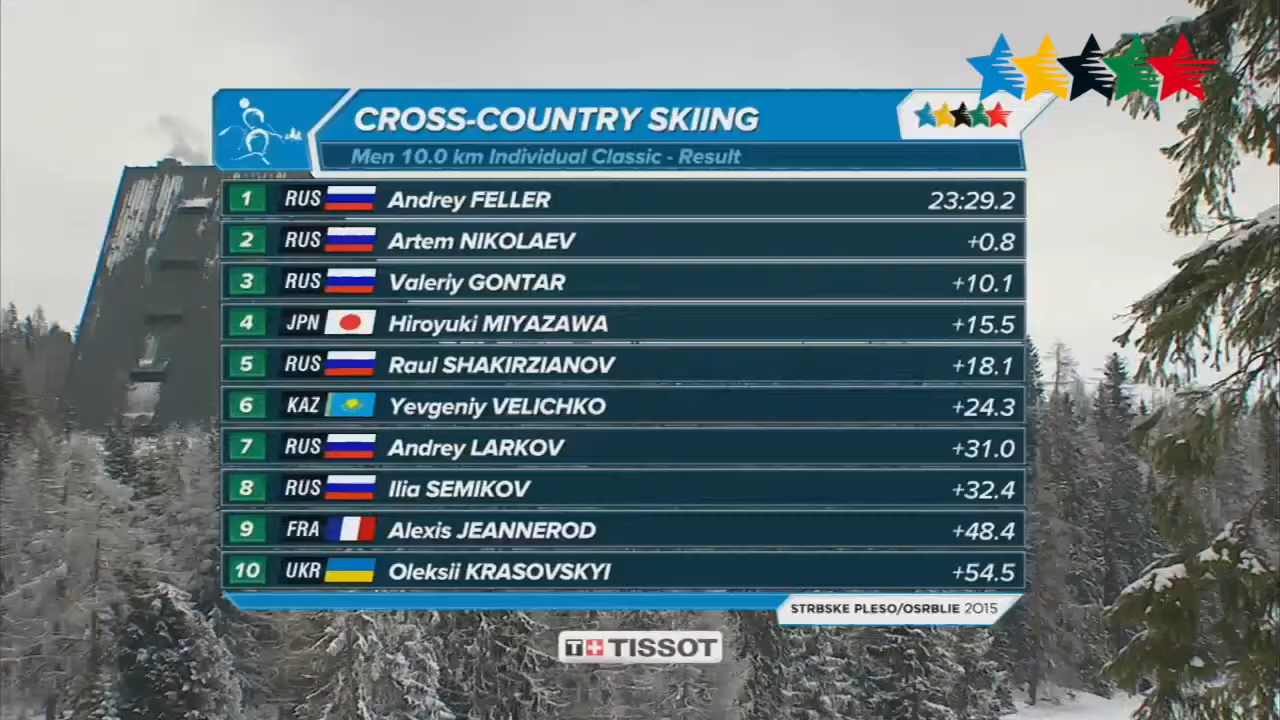 CROSS-COUNTRY SKIING
Men 10.0 km Individual Classic - Result
1 RUS Andrey FELLER 23:29.2
2 RUS Artem NIKOLAEV +0.8
3 RUS Valeriy GONTAR +10.1
4 JPN Hiroyuki MIYAZAWA +15.5
5 RUS Raul SHAKIRZIANOV +18.1
6 KAZ Yevgeniy VELICHKO +24.3
7 RUS Andrey LARKOV +31.0
8 RUS Ilia SEMIKOV +32.4
9 FRA Alexis JEANNEROD +48.4
10 UKR Oleksii KRASOVSKYI +54.5
STRBSKE PLESO/OSRBLIE 2015
T+ TISSOT